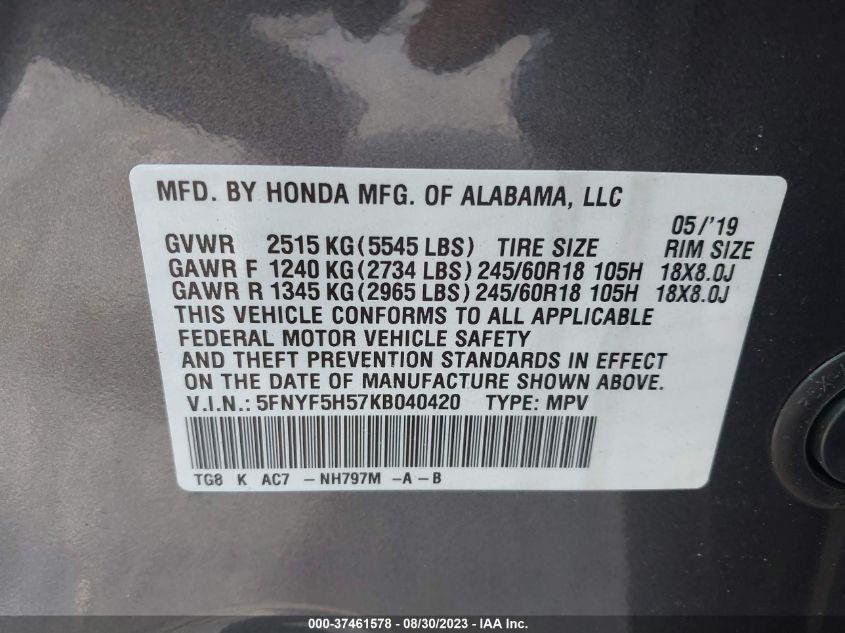 MFD. BY HONDA MFG. OF ALABAMA, LLC
05/'19
GVWR 2515 KG (5545 LBS) TIRE SIZE RIM SIZE
GAWR F 1240 KG (2734 LBS) 245/60R18 105H 18X8.0J
GAWR R 1345 KG (2965 LBS) 245/60R18 105H 18X8.0J
THIS VEHICLE CONFORMS TO ALL APPLICABLE
FEDERAL MOTOR VEHICLE SAFETY
AND THEFT PREVENTION STANDARDS IN EFFECT
ON THE DATE OF MANUFACTURE SHOWN ABOVE.
V.I.N.: 5FNYF5H57KB040420 TYPE: MPV
TG8 K AC7 -NH797M -A-B
000-37461578 - 08/30/2023 - IAA Inc.